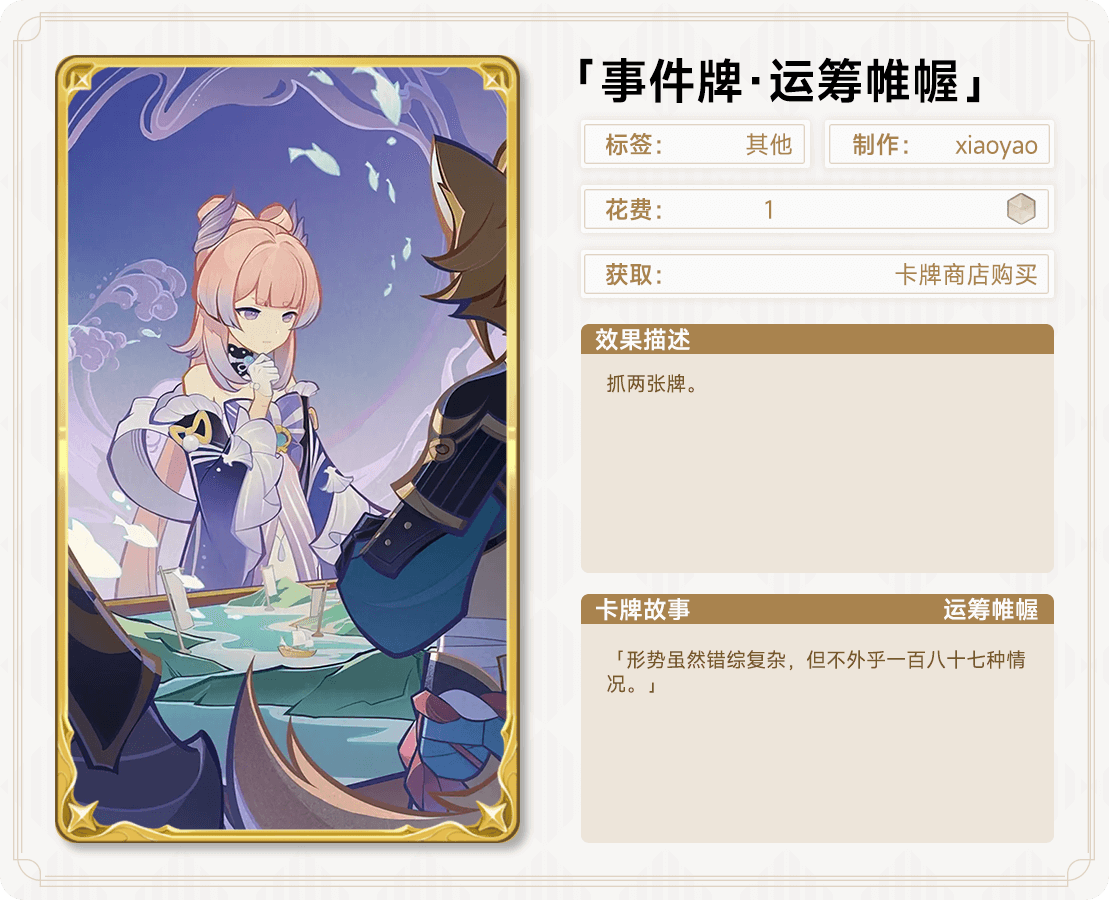 「事件牌·运筹帷幄」
标签： 其他
制作： xiaoyao
花费： 1
获取： 卡牌商店购买
效果描述
抓两张牌。
卡牌故事 运筹帷幄
「形势虽然错综复杂，但不外乎一百八十七种情
况。」